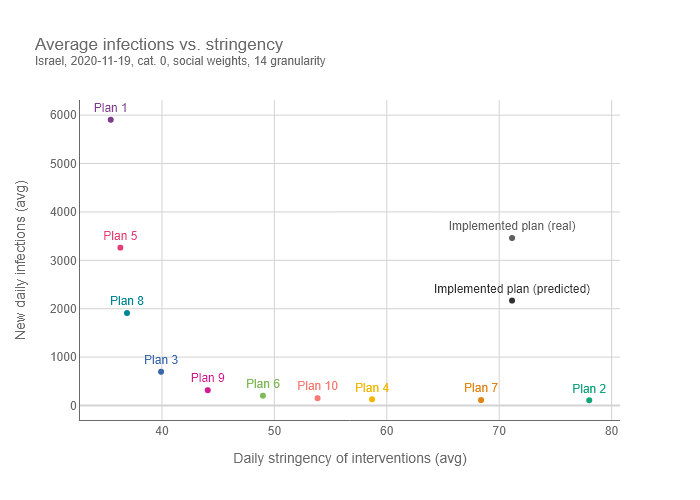 Average infections vs. stringency
Israel, 2020-11-19, cat. 0, social weights, 14 granularity
6000
5000
4000
3000
2000
1000
0
New daily infections (avg)
Plan 1
Plan 5
Plan 8
Plan 3
Plan 9
Plan 6
Plan 10
Plan 4
Plan 7
Plan 2
Implemented plan (real)
Implemented plan (predicted)
40
50
60
70
80
Daily stringency of interventions (avg)